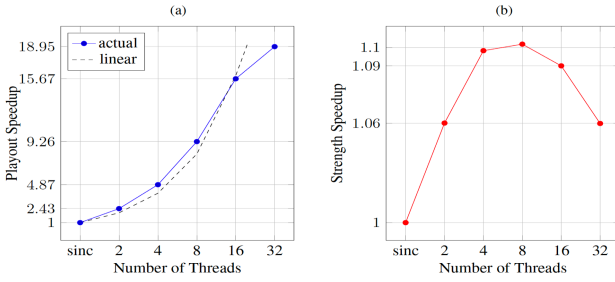 (a)
18.95
15.67
9.26
4.87
2.43
1
Playout Speedup
actual
linear
sinc 2 4 8 16 32
Number of Threads
(b)
1.1
1.09
1.06
1
Strength Speedup
sinc 2 4 8 16 32
Number of Threads